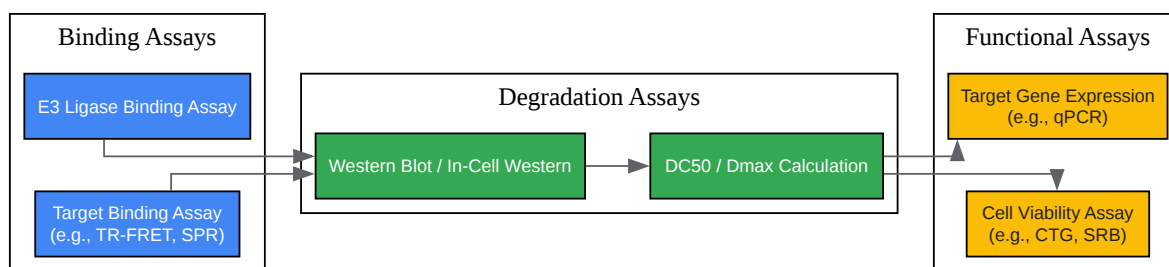 Binding Assays
E3 Ligase Binding Assay
Target Binding Assay
(e.g., TR-FRET, SPR)
Degradation Assays
Western Blot / In-Cell Western
DC50 / Dmax Calculation
Functional Assays
Target Gene Expression
(e.g., qPCR)
Cell Viability Assay
(e.g., CTG, SRB)